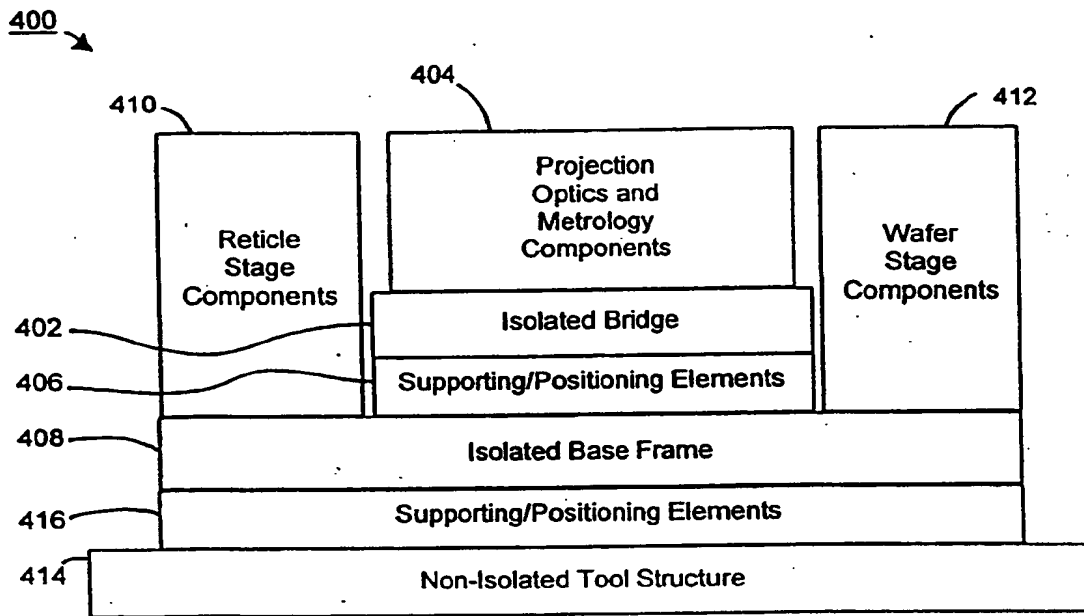 400
404
410
412
Projection
Optics and
Metrology
Components
Reticle
Stage
Components
Wafer
Stage
Components
402
Isolated Bridge
406
Supporting/Positioning Elements
408
Isolated Base Frame
416
Supporting/Positioning Elements
414
Non-Isolated Tool Structure